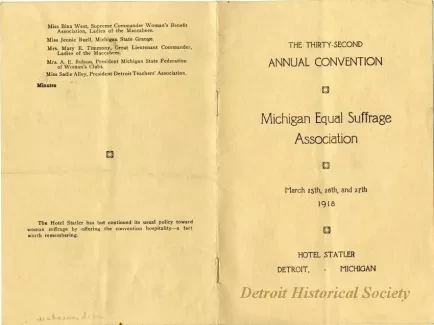 Miss Bina West, Supreme Commander Woman's Benefit
Association, Ladies of the Maccabees.
Miss Jennie Buell, Michigan State Grange.
Mrs. Mary E. Timmony, Great Lieutenant Commander,
Ladies of the Maccabees.
Mrs. A. E. President Michigan State Federation
of Woman's Clubs.
Miss Sadie Alley, President Detroit Teachers' Association.
Minutes
The Hotel Statler has but continued its usual policy toward
woman suffrage by offering the convention hospitality—a fact
worth remembering.
THE THIRTY-SECOND
ANNUAL CONVENTION
Michigan Equal Suffrage
Association
March 25th, 26th, and 27th
1918
HOTEL STATLER
DETROIT, - MICHIGAN
Detroit Historical Society